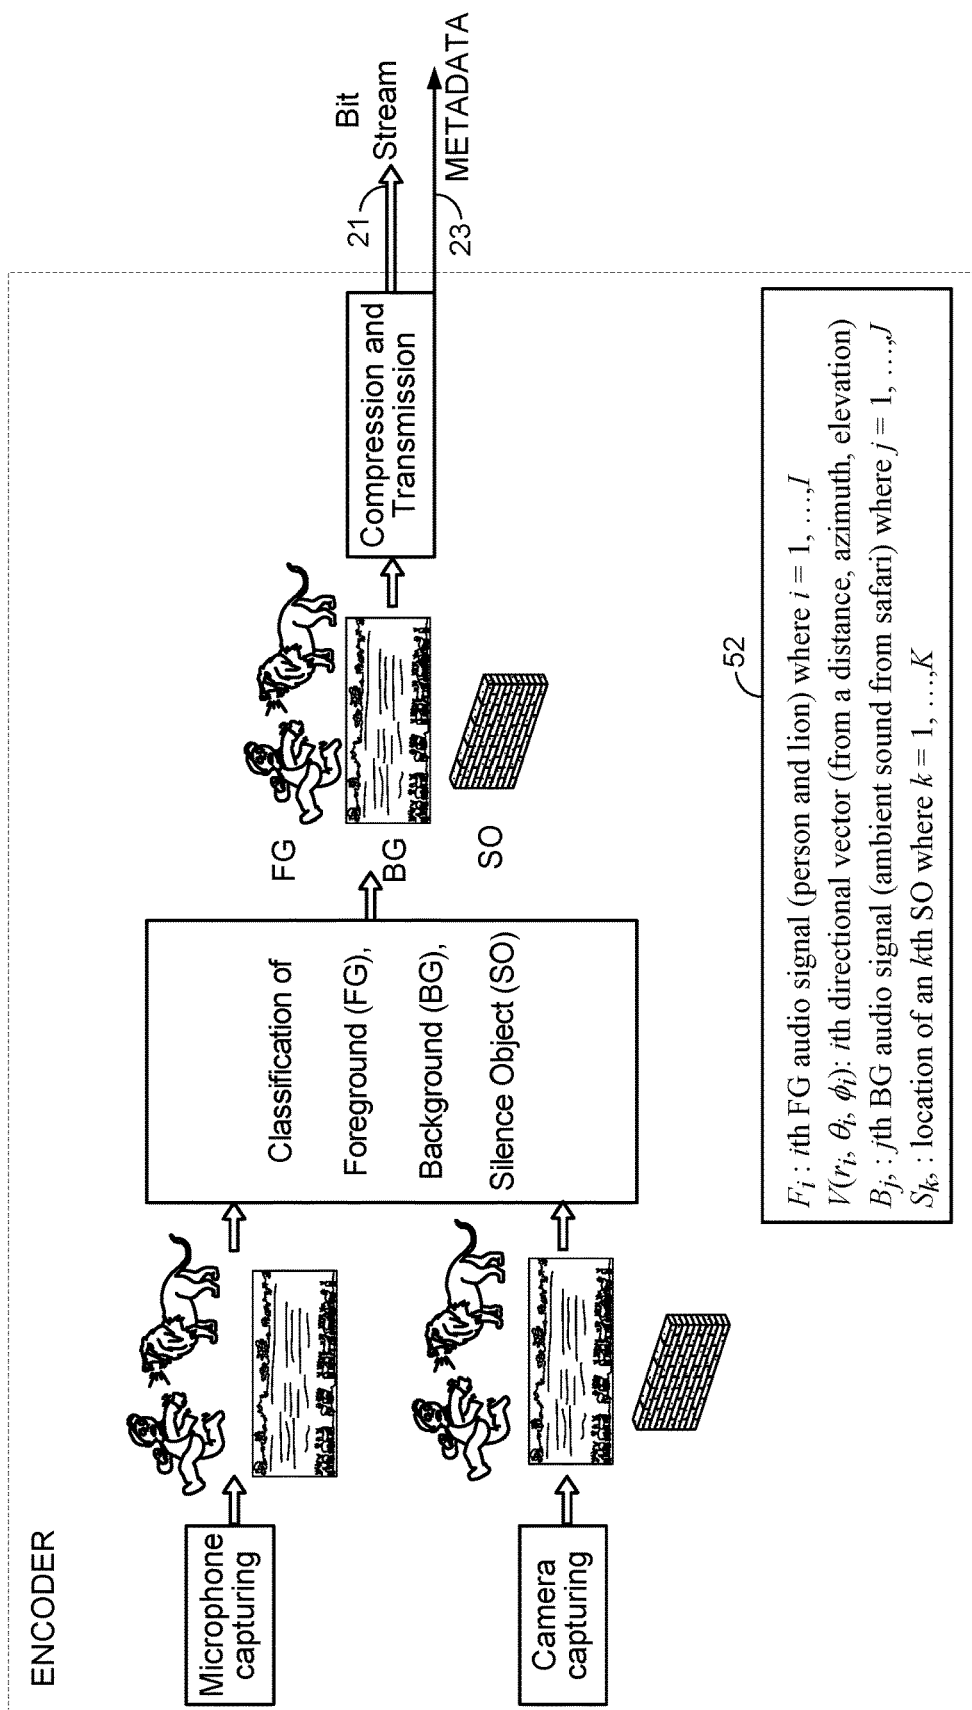 ENCODER
Microphone
capturing
Camera
capturing
Classification of
Foreground (FG),
Background (BG),
Silence Object (SO)
FG
BG
SO
Compression and
Transmission
21
Bit
Stream
23
METADATA
52
F_i : ith FG audio signal (person and lion) where i = 1, …,I
V(r_i, θ_i, ϕ_i): ith directional vector (from a distance, azimuth, elevation)
B_j, : jth BG audio signal (ambient sound from safari) where j = 1, …,J
S_k, : location of an kth SO where k = 1, …,K